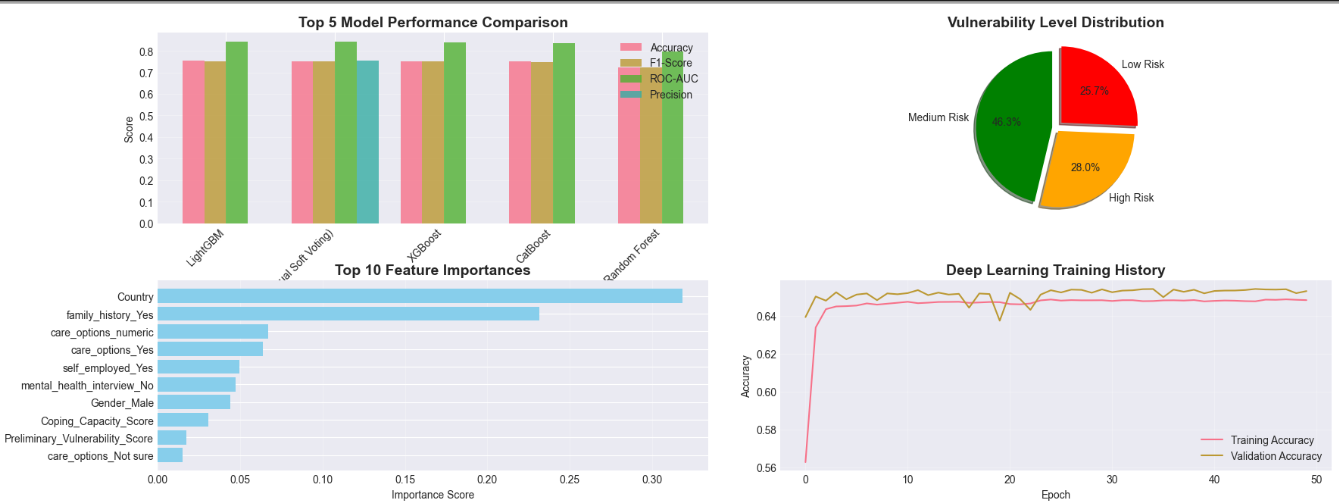 Top 5 Model Performance Comparison
Score
0.8
0.7
0.6
0.5
0.4
0.3
0.2
0.1
0.0
Accuracy
F1-Score
ROC-AUC
Precision
LightGBM
ual Soft Voting)
XGBoost
CatBoost
Random Forest
Vulnerability Level Distribution
Low Risk
25.7%
Medium Risk
46.3%
28.0%
High Risk
Top 10 Feature Importances
Country
family_history_Yes
care_options_numeric
care_options_Yes
self_employed_Yes
mental_health_interview_No
Gender_Male
Coping_Capacity_Score
Preliminary_Vulnerability_Score
care_options_Not sure
0.00 0.05 0.10 0.15 0.20 0.25 0.30
Importance Score
Deep Learning Training History
Accuracy
0.64
0.62
0.60
0.58
0.56
Training Accuracy
Validation Accuracy
0 10 20 30 40 50
Epoch